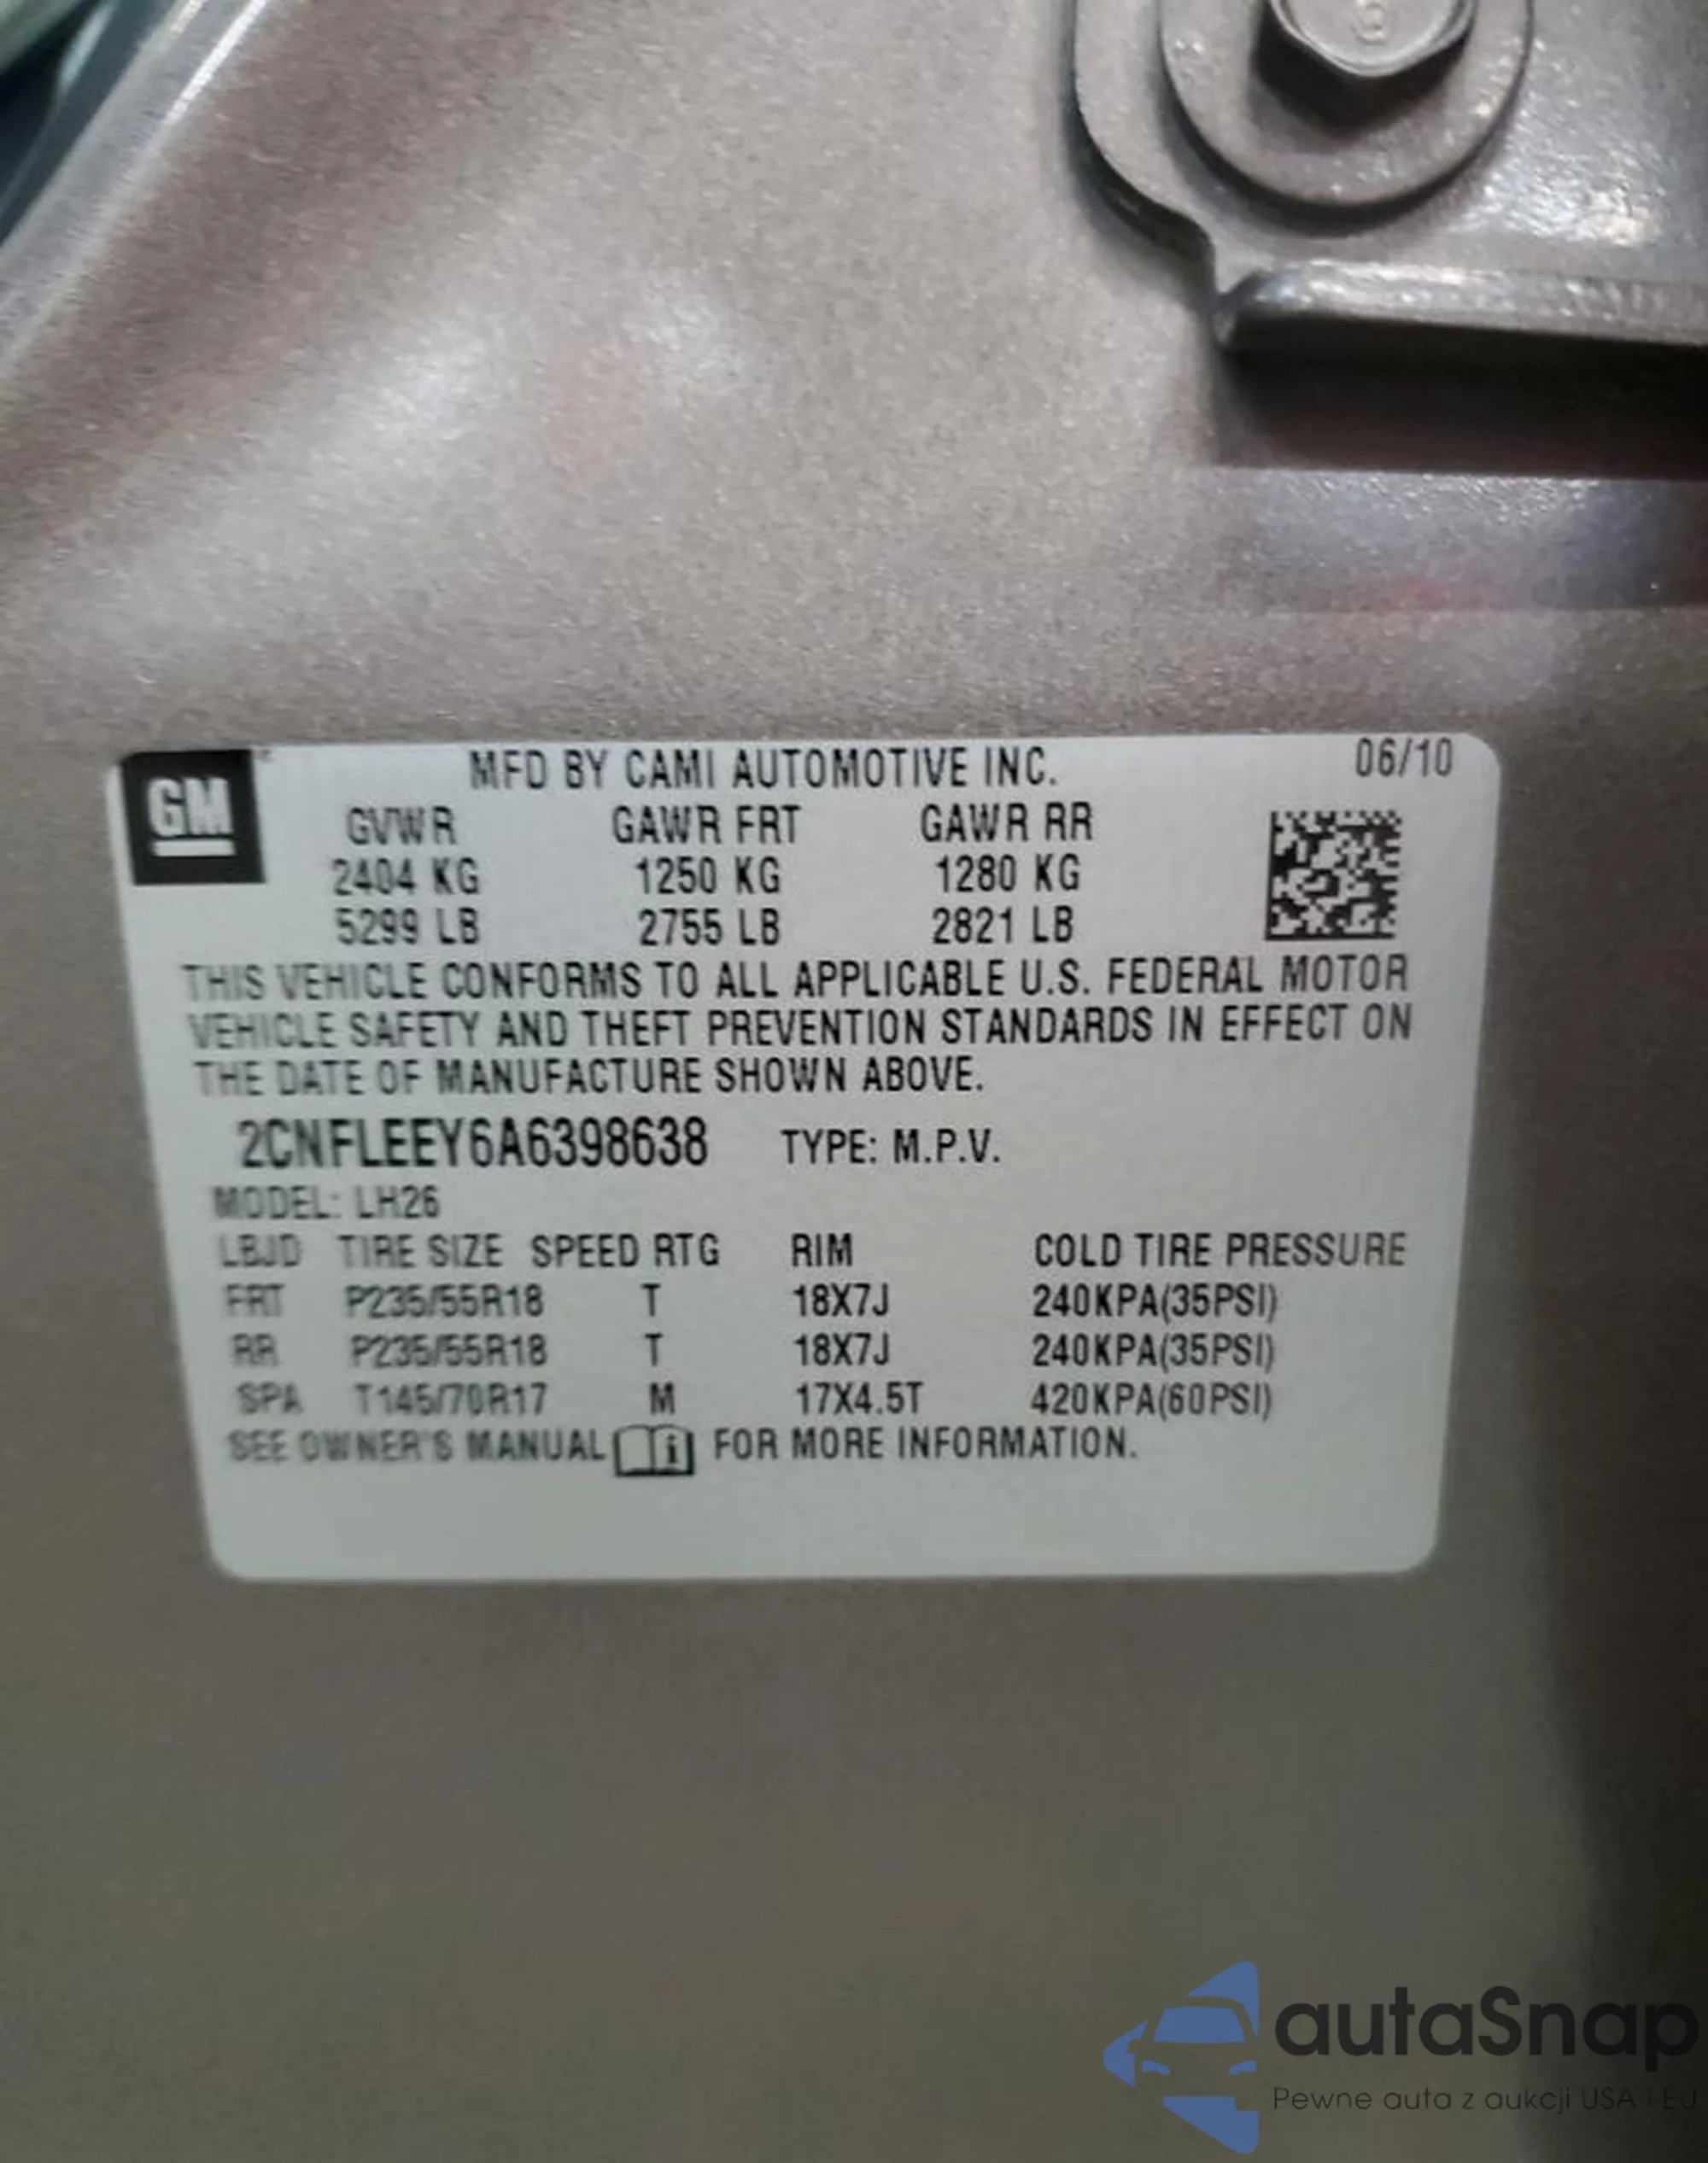 8
GM
MFD BY CAMI AUTOMOTIVE INC. 06/10
GVWR GAWR FRT GAWR RR
2404 KG 1250 KG 1280 KG
5299 LB 2755 LB 2821 LB
THIS VEHICLE CONFORMS TO ALL APPLICABLE U.S. FEDERAL MOTOR
VEHICLE SAFETY AND THEFT PREVENTION STANDARDS IN EFFECT ON
THE DATE OF MANUFACTURE SHOWN ABOVE.
2CNFLEEY6A6398638 TYPE: M.P.V.
MODEL: LH26
LBJD TIRE SIZE SPEED RTG RIM COLD TIRE PRESSURE
FRT P235/55R18 T 18X7J 240KPA(35PSI)
RR P235/55R18 T 18X7J 240KPA(35PSI)
SPA T145/70R17 M 17X4.5T 420KPA(60PSI)
SEE OWNER'S MANUAL i FOR MORE INFORMATION.
autaSnap
Pewne auta z aukcji USA i EU